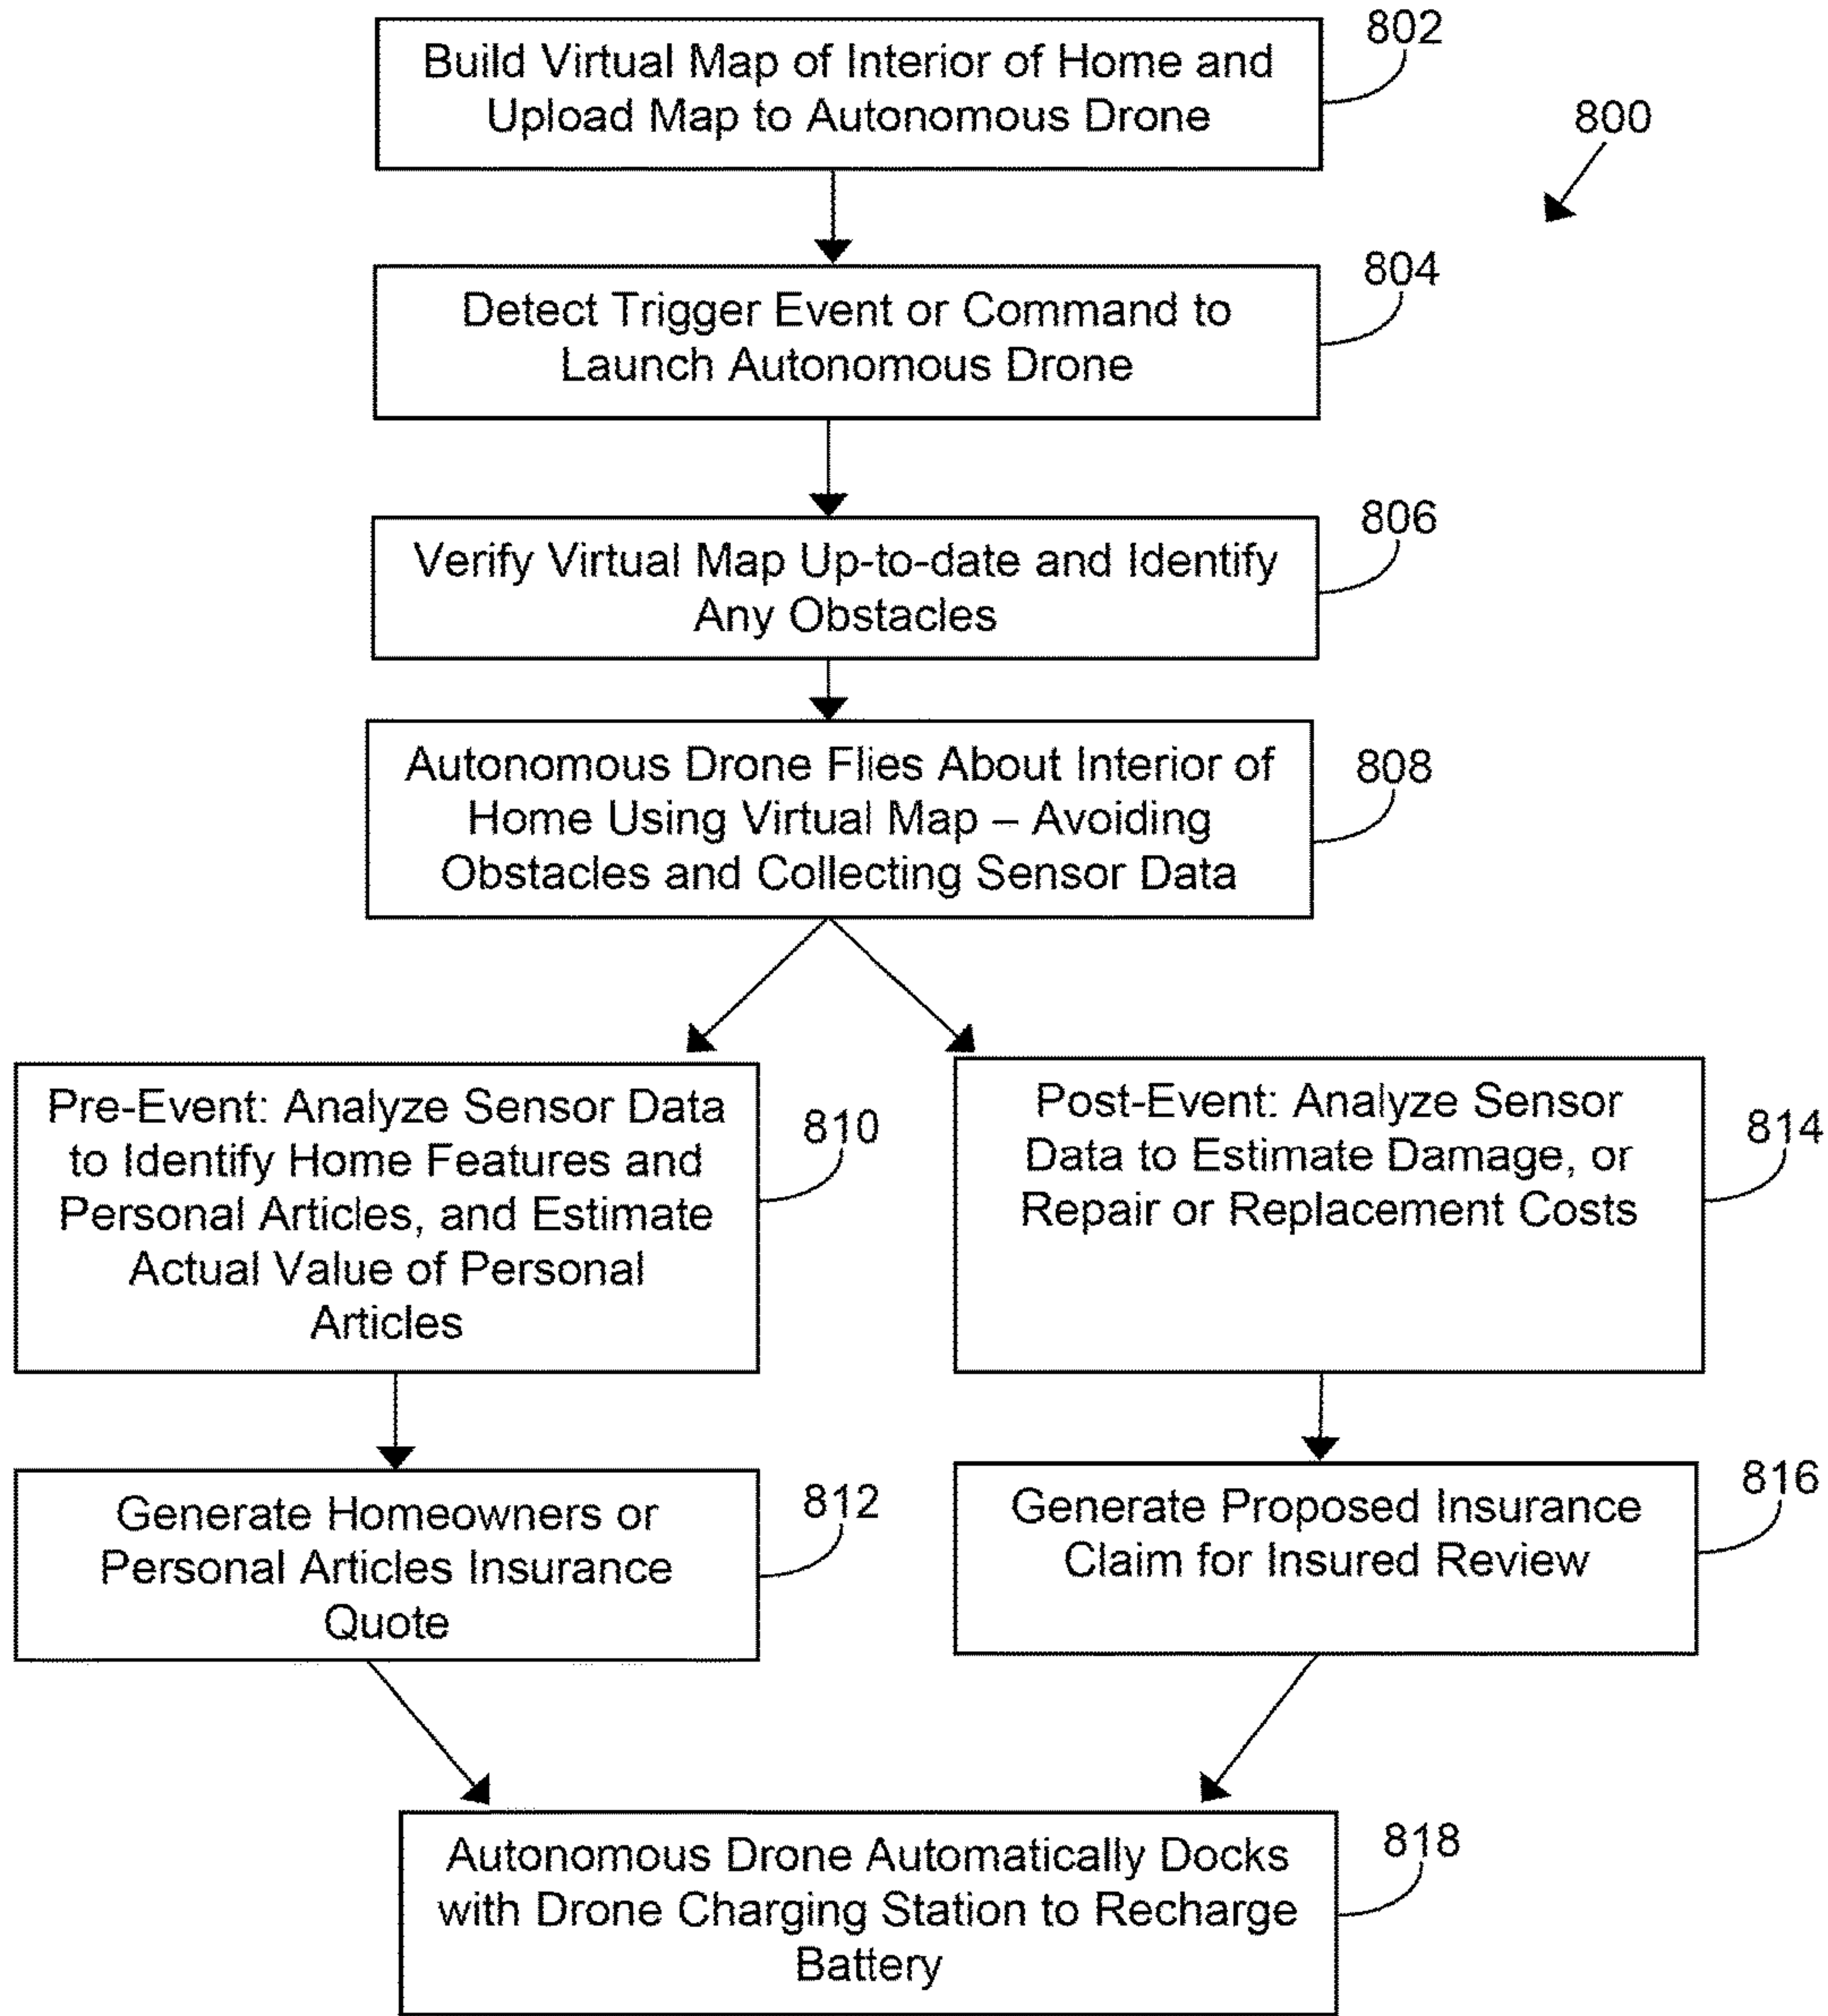 802
Build Virtual Map of Interior of Home and
Upload Map to Autonomous Drone
800
804
Detect Trigger Event or Command to
Launch Autonomous Drone
806
Verify Virtual Map Up-to-date and Identify
Any Obstacles
808
Autonomous Drone Flies About Interior of
Home Using Virtual Map – Avoiding
Obstacles and Collecting Sensor Data
810
Pre-Event: Analyze Sensor Data
to Identify Home Features and
Personal Articles, and Estimate
Actual Value of Personal
Articles
814
Post-Event: Analyze Sensor
Data to Estimate Damage, or
Repair or Replacement Costs
812
Generate Homeowners or
Personal Articles Insurance
Quote
816
Generate Proposed Insurance
Claim for Insured Review
818
Autonomous Drone Automatically Docks
with Drone Charging Station to Recharge
Battery